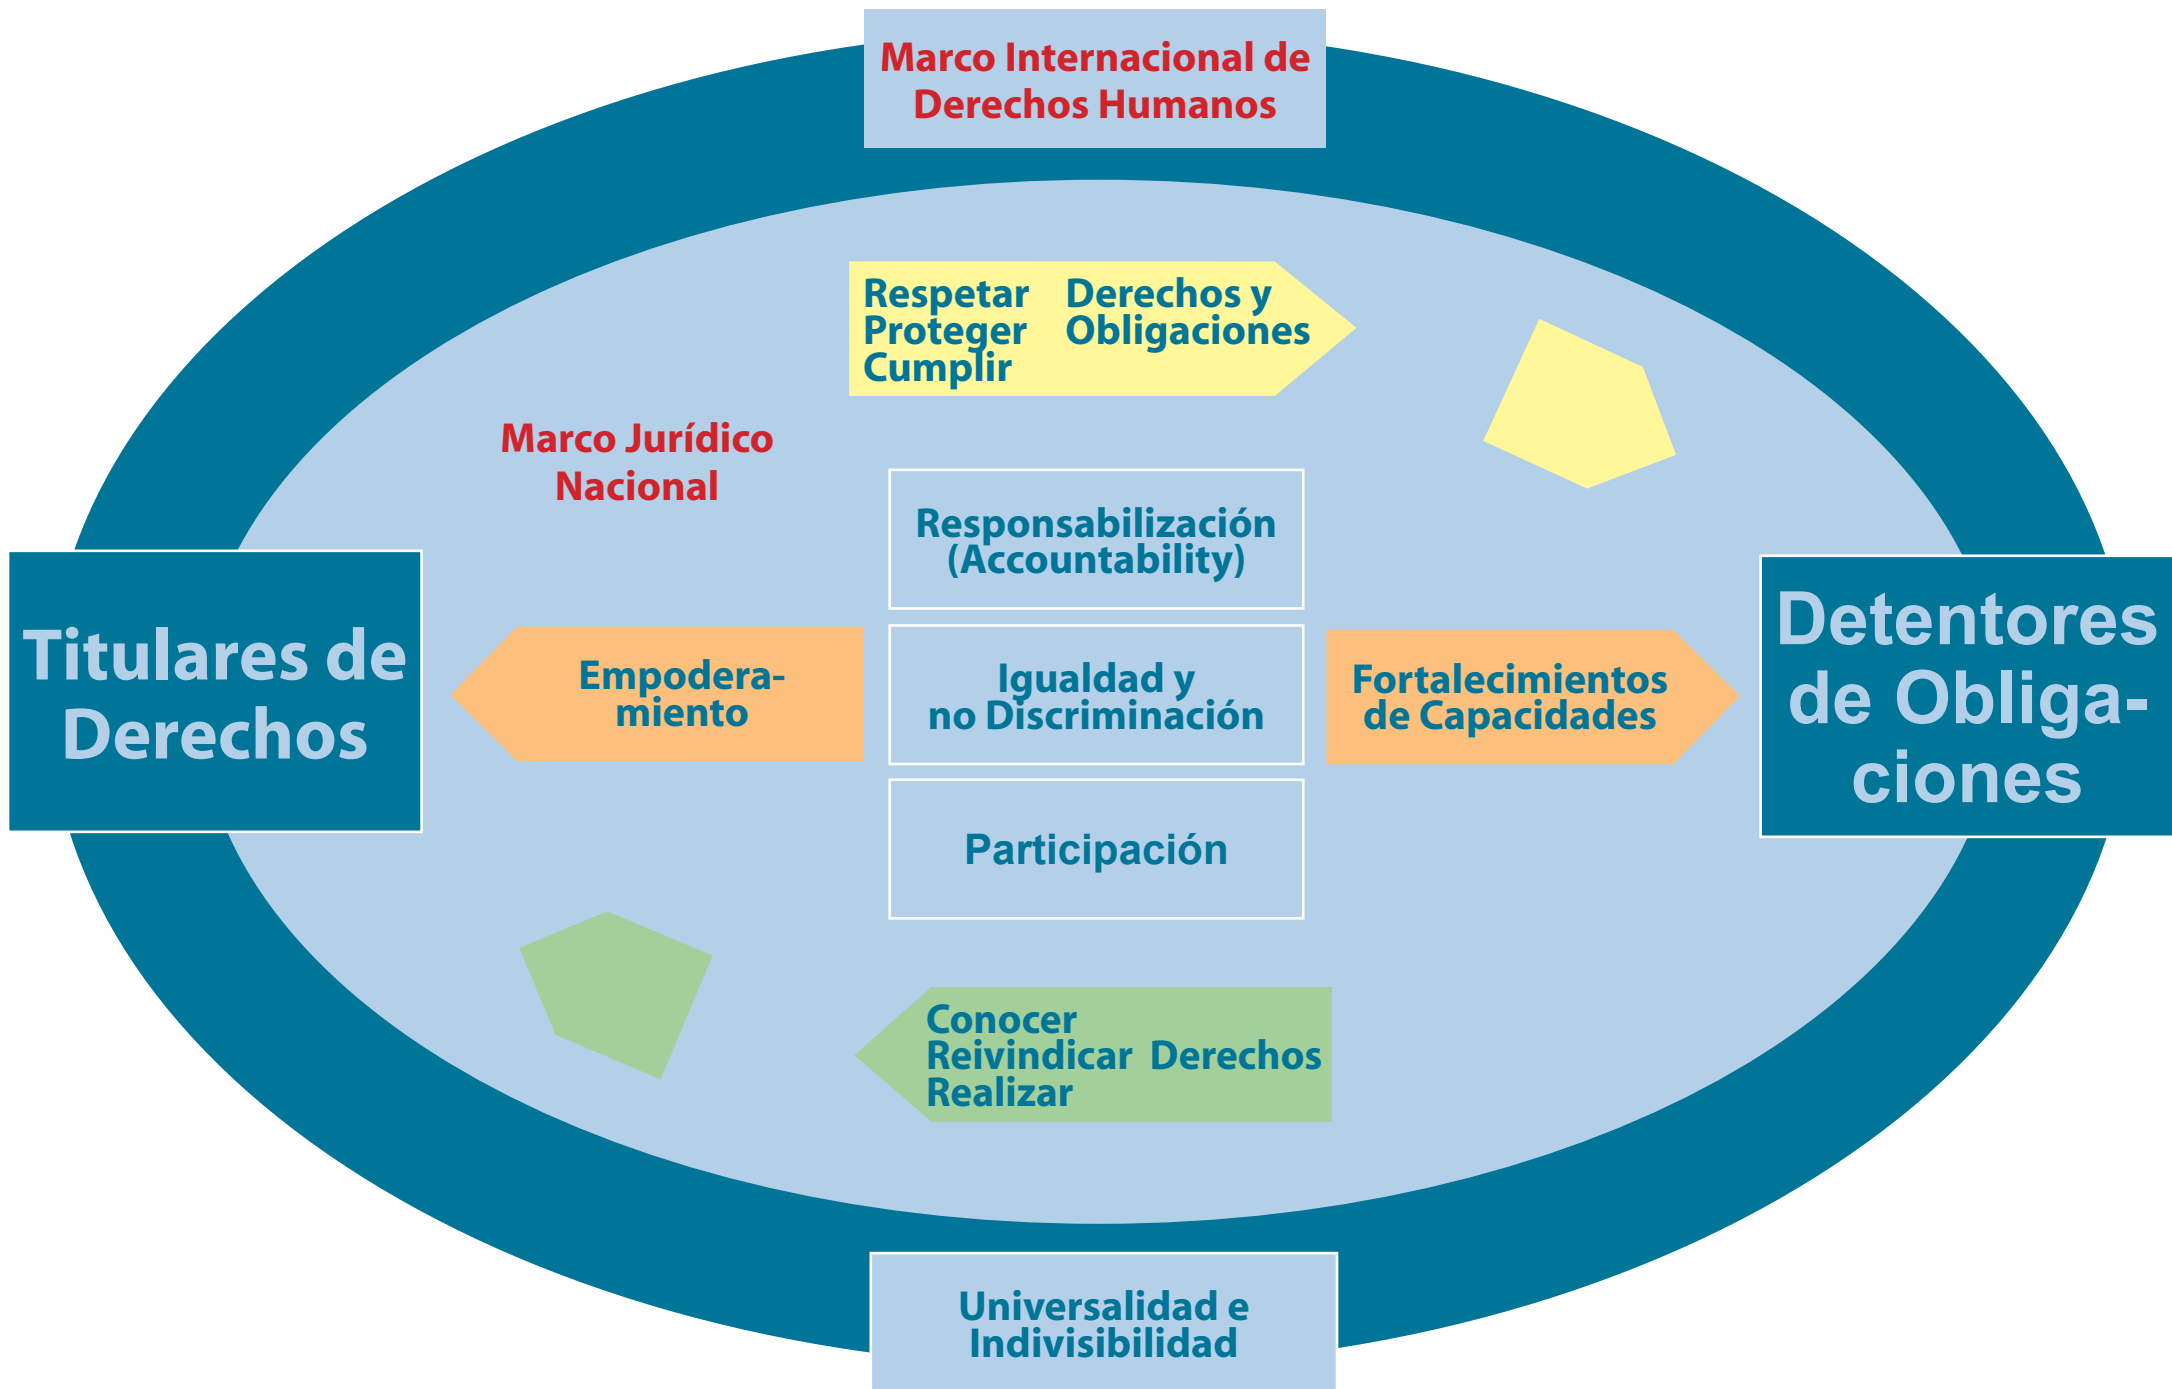 Marco Internacional de
Derechos Humanos
Respetar Derechos y
Proteger Obligaciones
Cumplir
Marco Jurídico
Nacional
Responsabilización
(Accountability)
Titulares de
Derechos
Empodera-
miento
Igualdad y
no Discriminación
Fortalecimientos
de Capacidades
Detentores
de Obliga-
ciones
Participación
Conocer
Reivindicar Derechos
Realizar
Universalidad e
Indivisibilidad